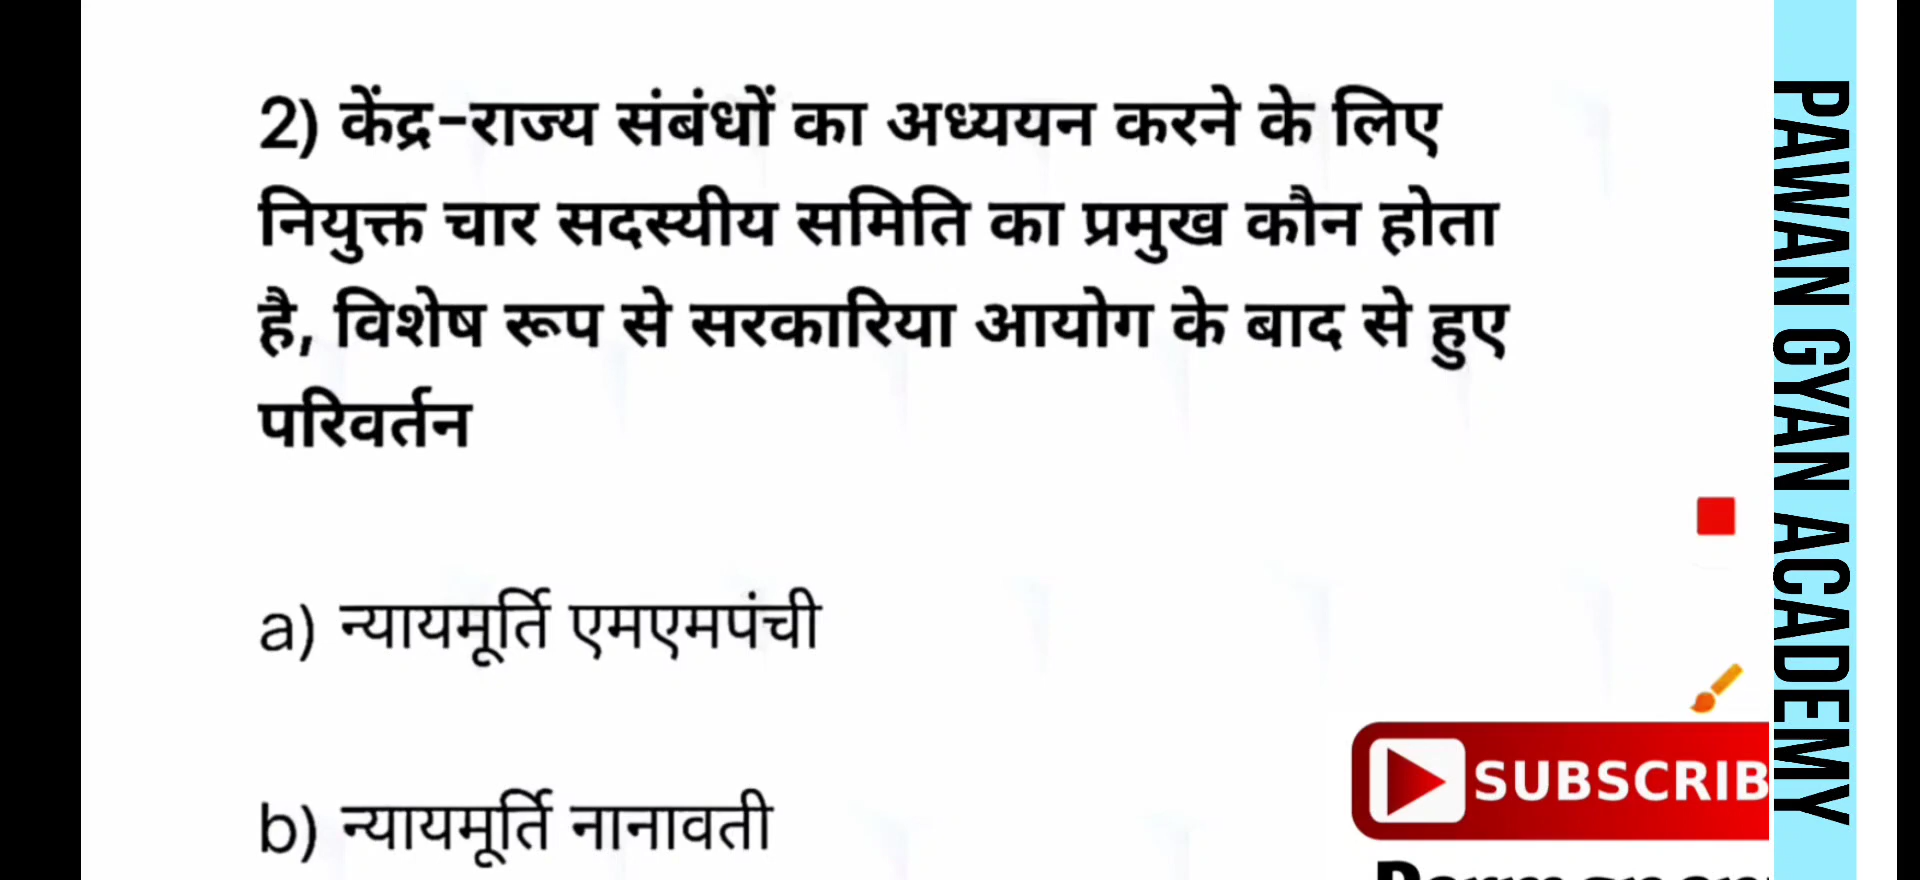 2) केंद्र-राज्य संबंधों का अध्ययन करने के लिए
नियुक्त चार सदस्यीय समिति का प्रमुख कौन होता
है, विशेष रूप से सरकारिया आयोग के बाद से हुए
परिवर्तन
a) न्यायमूर्ति एमएमपंची
b) न्यायमूर्ति नानावती
SUBSCRIB
PAWAN GYAN ACADEMY